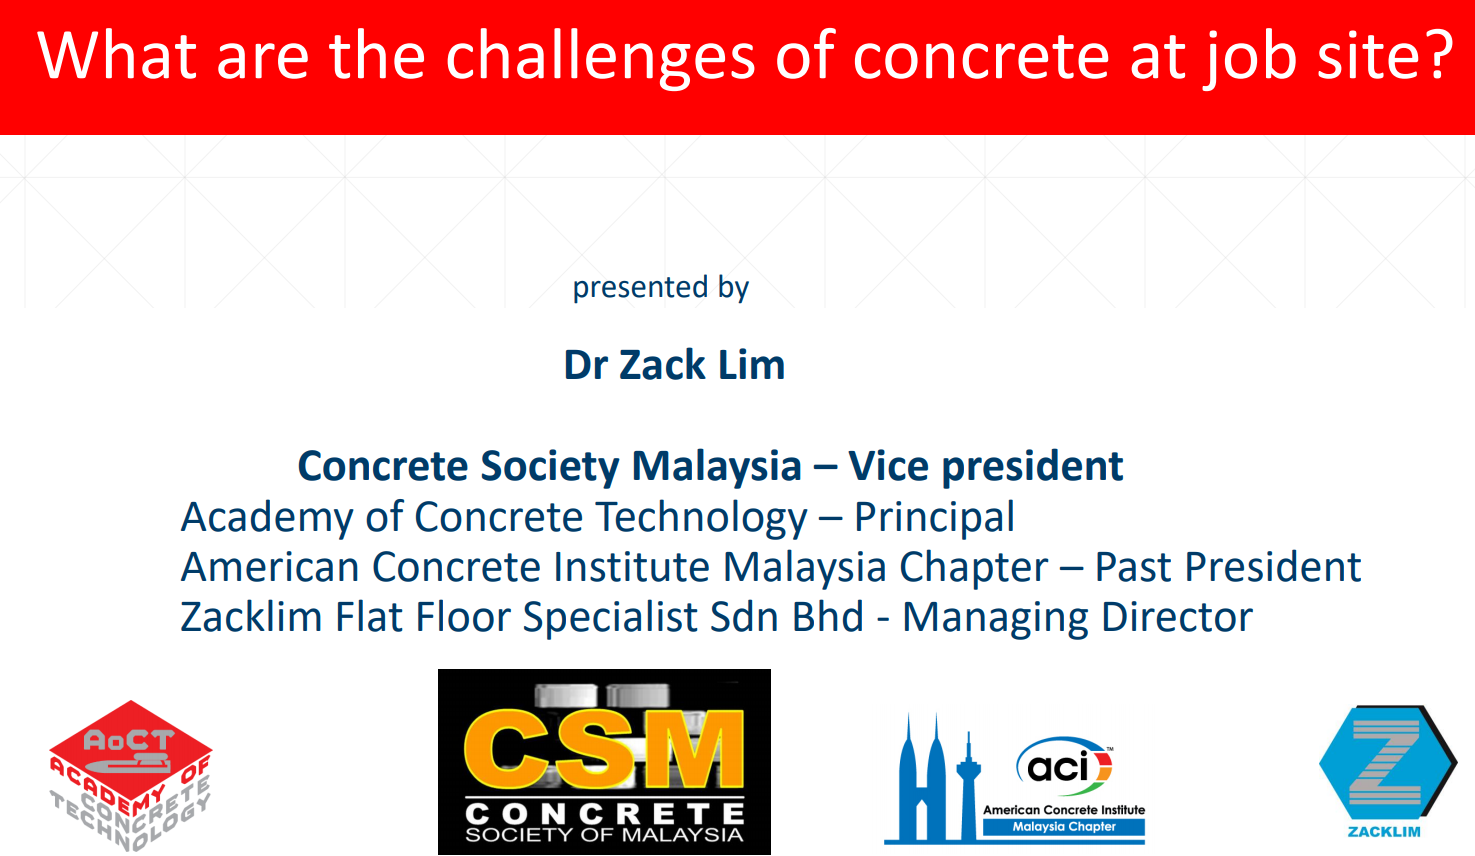 What are the challenges of concrete at job site?
presented by
Dr Zack Lim
Concrete Society Malaysia – Vice president
Academy of Concrete Technology – Principal
American Concrete Institute Malaysia Chapter – Past President
Zacklim Flat Floor Specialist Sdn Bhd - Managing Director
AoCT
ACADEMY OF
CONCRETE
TECHNOLOGY
CSM
CONCRETE
SOCIETY OF MALAYSIA
aci™
American Concrete Institute
Malaysia Chapter
Z
ZACKLIM